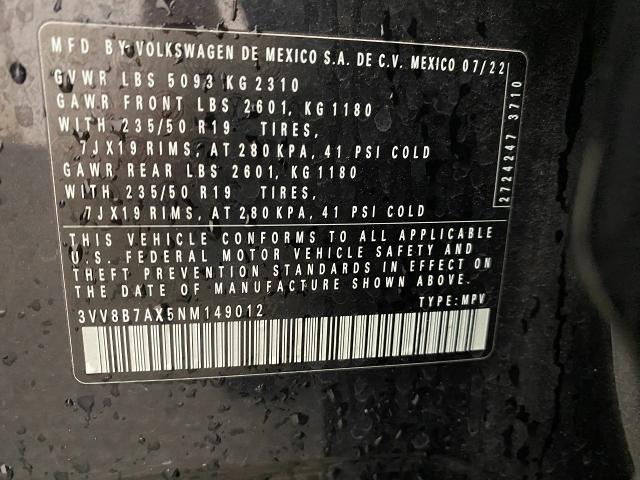 MFD BY VOLKSWAGEN DE MEXICO S.A. DE C.V. MEXICO 07/22
GVWR LBS 5093 KG 2310
GAWR FRONT LBS 2601, KG 1180
WITH 235/50 R19 TIRES,
7JX19 RIMS, AT 280 KPA, 41 PSI COLD
GAWR REAR LBS 2601, KG 1180
WITH 235/50 R19 TIRES,
7JX19 RIMS, AT 280 KPA, 41 PSI COLD
2724247 3710
THIS VEHICLE CONFORMS TO ALL APPLICABLE
U.S. FEDERAL MOTOR VEHICLE SAFETY AND
THEFT PREVENTION STANDARDS IN EFFECT ON
THE DATE OF MANUFACTURE SHOWN ABOVE.
3VV8B7AX5NM149012 TYPE: MPV